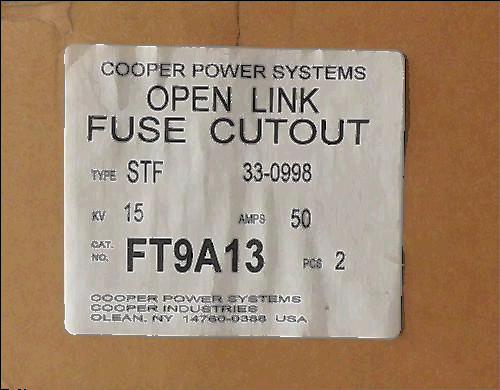 COOPER POWER SYSTEMS
OPEN LINK
FUSE CUTOUT
TYPE STF 33-0998
KV 15 AMPS 50
CAT. NO. FT9A13 PCS 2
COOPER POWER SYSTEMS
COOPER INDUSTRIES
OLEAN, NY 14760-0388 USA